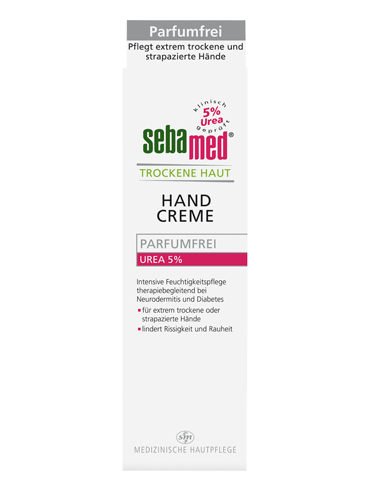 Parfumfrei
Pflegt extrem trockene und
strapazierte Hände
Klinisch
5%
Urea
geprüft
sebamed®
TROCKENE HAUT
HAND
CREME
PARFUMFREI
UREA 5%
Intensive Feuchtigkeitspflege
therapiebegleitend bei
Neurodermitis und Diabetes
▪ für extrem trockene oder
strapazierte Hände
▪ lindert Rissigkeit und Rauheit
sm
MEDIZINISCHE HAUTPFLEGE